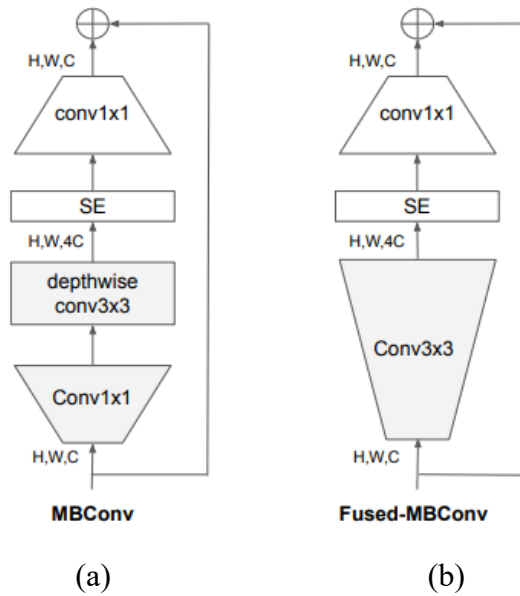 H,W,C
conv1x1
SE
H,W,4C
depthwise
conv3x3
Conv1x1
H,W,C
MBConv
(a)
H,W,C
conv1x1
SE
H,W,4C
Conv3x3
H,W,C
Fused-MBConv
(b)